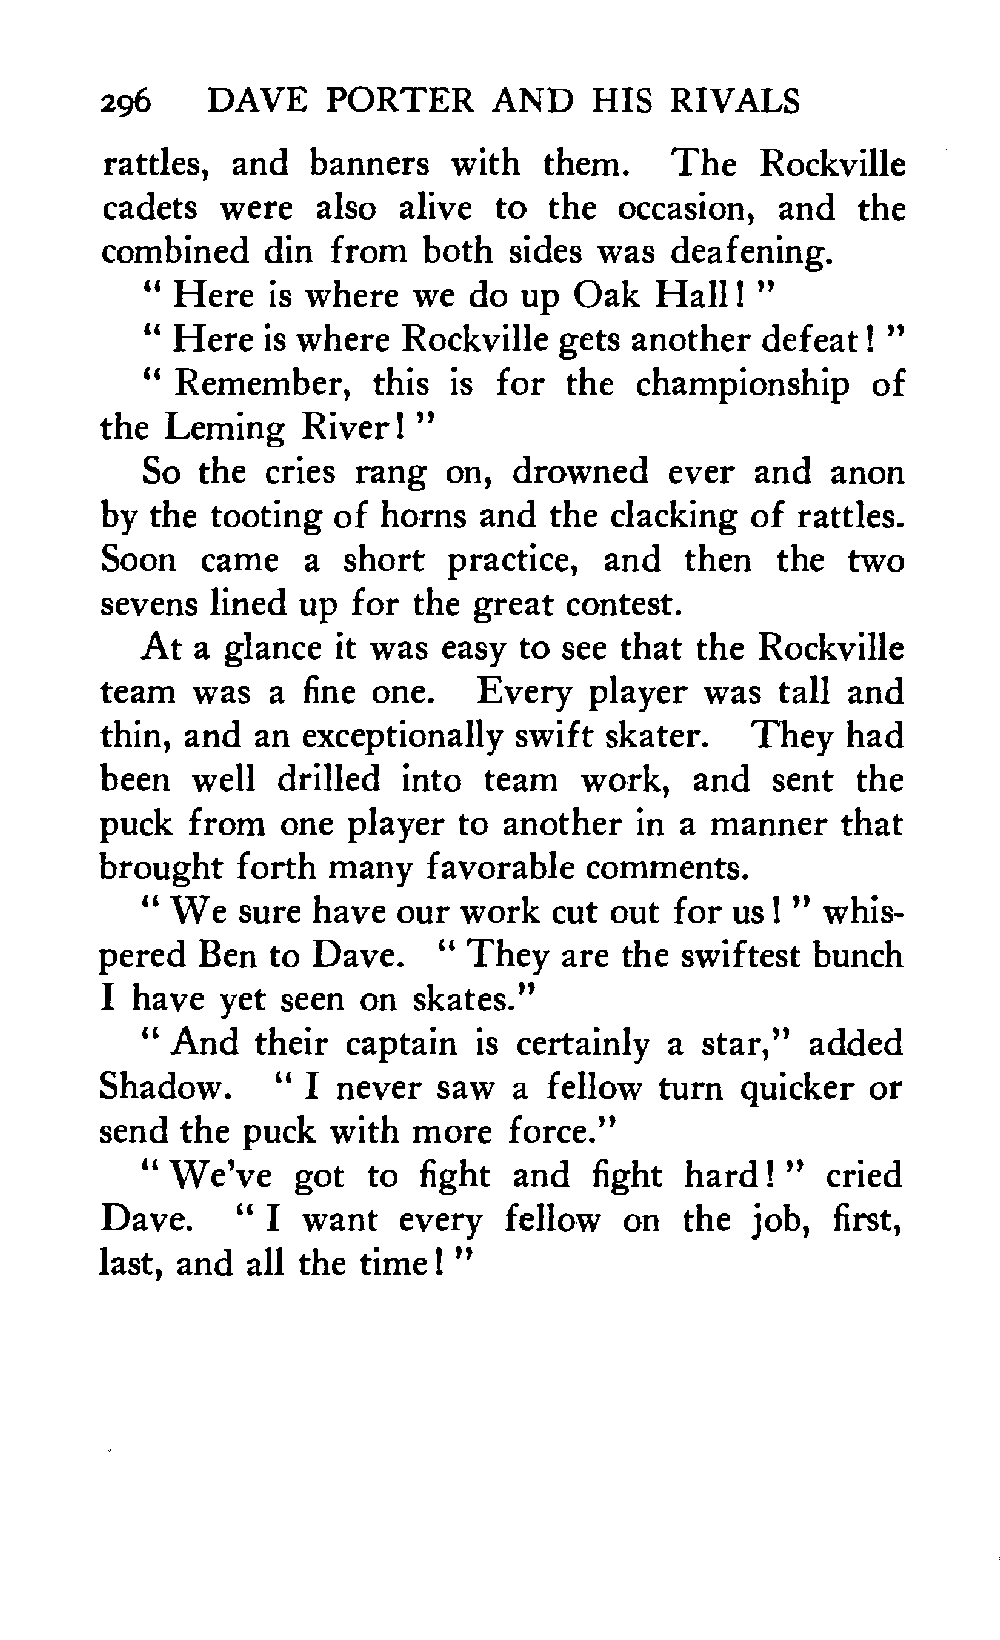 296 DAVE PORTER AND HIS RIVALS
rattles, and banners with them. The Rockville
cadets were also alive to the occasion, and the
combined din from both sides was deafening.
“ Here is where we do up Oak Hall! ”
“ Here is where Rockville gets another defeat! ”
“ Remember, this is for the championship of
the Leming River! ”
So the cries rang on, drowned ever and anon
by the tooting of horns and the clacking of rattles.
Soon came a short practice, and then the two
sevens lined up for the great contest.
At a glance it was easy to see that the Rockville
team was a fine one. Every player was tall and
thin, and an exceptionally swift skater. They had
been well drilled into team work, and sent the
puck from one player to another in a manner that
brought forth many favorable comments.
“ We sure have our work cut out for us! ” whis-
pered Ben to Dave. “ They are the swiftest bunch
I have yet seen on skates.”
“ And their captain is certainly a star,” added
Shadow. “ I never saw a fellow turn quicker or
send the puck with more force.”
“ We’ve got to fight and fight hard! ” cried
Dave. “ I want every fellow on the job, first,
last, and all the time! ”